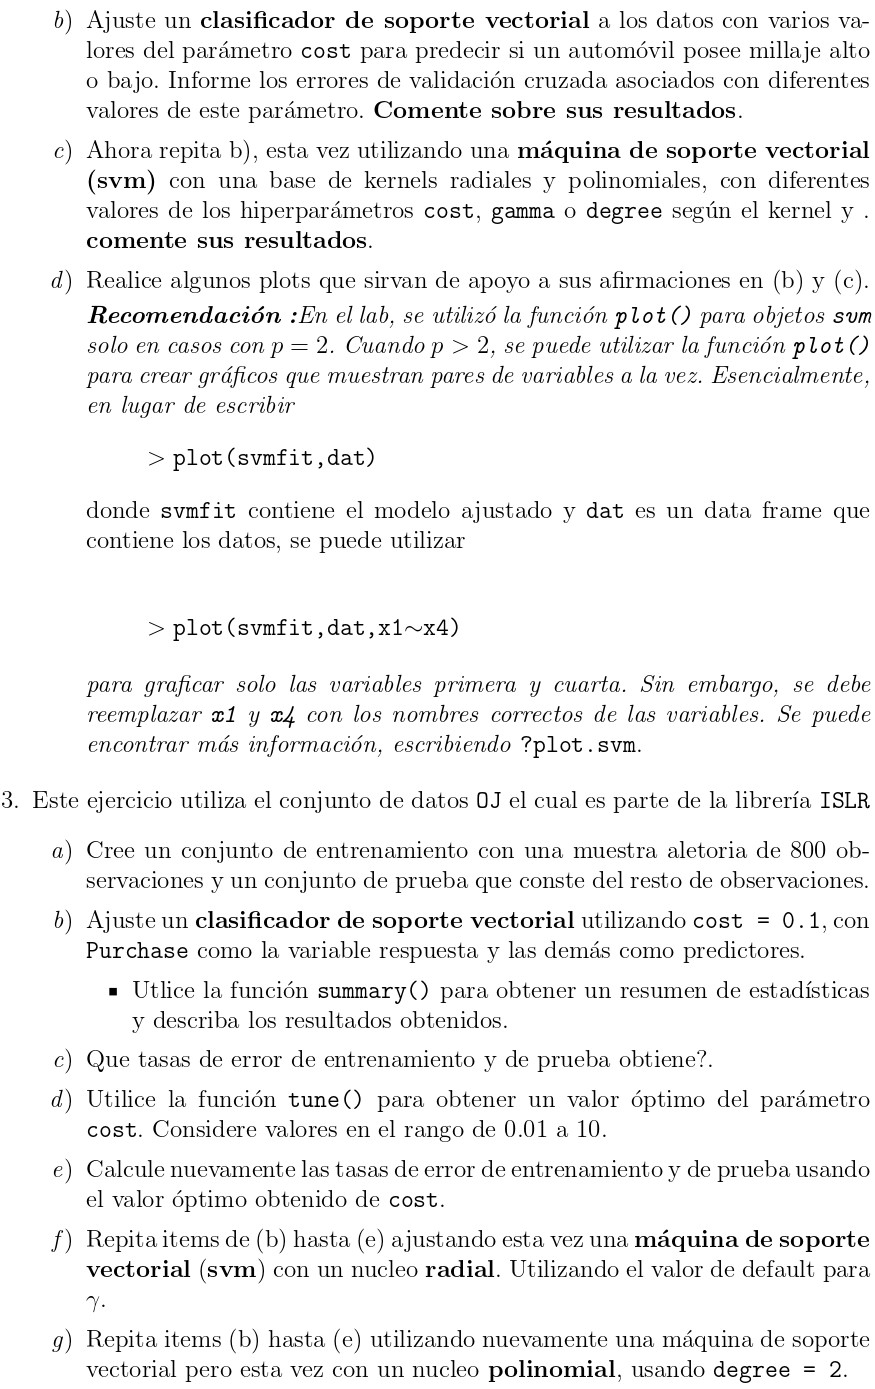 b) Ajuste un clasificador de soporte vectorial a los datos con varios va-
lores del parámetro cost para predecir si un automóvil posee millaje alto
o bajo. Informe los errores de validación cruzada asociados con diferentes
valores de este parámetro. Comente sobre sus resultados.
c) Ahora repita b), esta vez utilizando una máquina de soporte vectorial
(svm) con una base de kernels radiales y polinomiales, con diferentes
valores de los hiperparámetros cost, gamma o degree según el kernel y .
comente sus resultados.
d) Realice algunos plots que sirvan de apoyo a sus afirmaciones en (b) y (c).
Recomendación :En el lab, se utilizó la función plot() para objetos svm
solo en casos con p = 2. Cuando p > 2, se puede utilizar la función plot()
para crear gráficos que muestran pares de variables a la vez. Esencialmente,
en lugar de escribir
> plot(svmfit,dat)
donde svmfit contiene el modelo ajustado y dat es un data frame que
contiene los datos, se puede utilizar
> plot(svmfit,dat,x1∼x4)
para graficar solo las variables primera y cuarta. Sin embargo, se debe
reemplazar x1 y x4 con los nombres correctos de las variables. Se puede
encontrar más información, escribiendo ?plot.svm.
3. Este ejercicio utiliza el conjunto de datos OJ el cual es parte de la librería ISLR
a) Cree un conjunto de entrenamiento con una muestra aletoria de 800 ob-
servaciones y un conjunto de prueba que conste del resto de observaciones.
b) Ajuste un clasificador de soporte vectorial utilizando cost = 0.1, con
Purchase como la variable respuesta y las demás como predictores.
▪ Utlice la función summary() para obtener un resumen de estadísticas
y describa los resultados obtenidos.
c) Que tasas de error de entrenamiento y de prueba obtiene?.
d) Utilice la función tune() para obtener un valor óptimo del parámetro
cost. Considere valores en el rango de 0.01 a 10.
e) Calcule nuevamente las tasas de error de entrenamiento y de prueba usando
el valor óptimo obtenido de cost.
f) Repita items de (b) hasta (e) ajustando esta vez una máquina de soporte
vectorial (svm) con un nucleo radial. Utilizando el valor de default para
γ.
g) Repita items (b) hasta (e) utilizando nuevamente una máquina de soporte
vectorial pero esta vez con un nucleo polinomial, usando degree = 2.